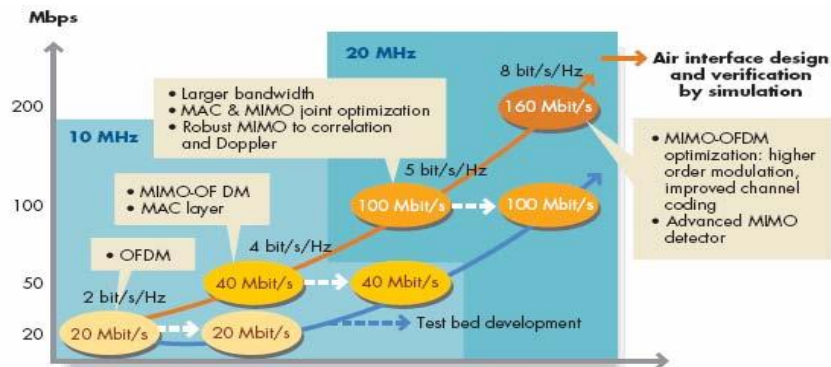 Mbps
20 MHz
8 bit/s/Hz
Air interface design
and verification
by simulation
• Larger bandwidth
• MAC & MIMO joint optimization
• Robust MIMO to correlation
and Doppler
200
160 Mbit/s
10 MHz
• MIMO-OFDM
optimization: higher
order modulation,
improved channel
coding
• Advanced MIMO
detector
5 bit/s/Hz
• MIMO-OF DM
• MAC layer
100
100 Mbit/s
100 Mbit/s
4 bit/s/Hz
• OFDM
50
40 Mbit/s
40 Mbit/s
2 bit/s/Hz
20
20 Mbit/s
20 Mbit/s
Test bed development